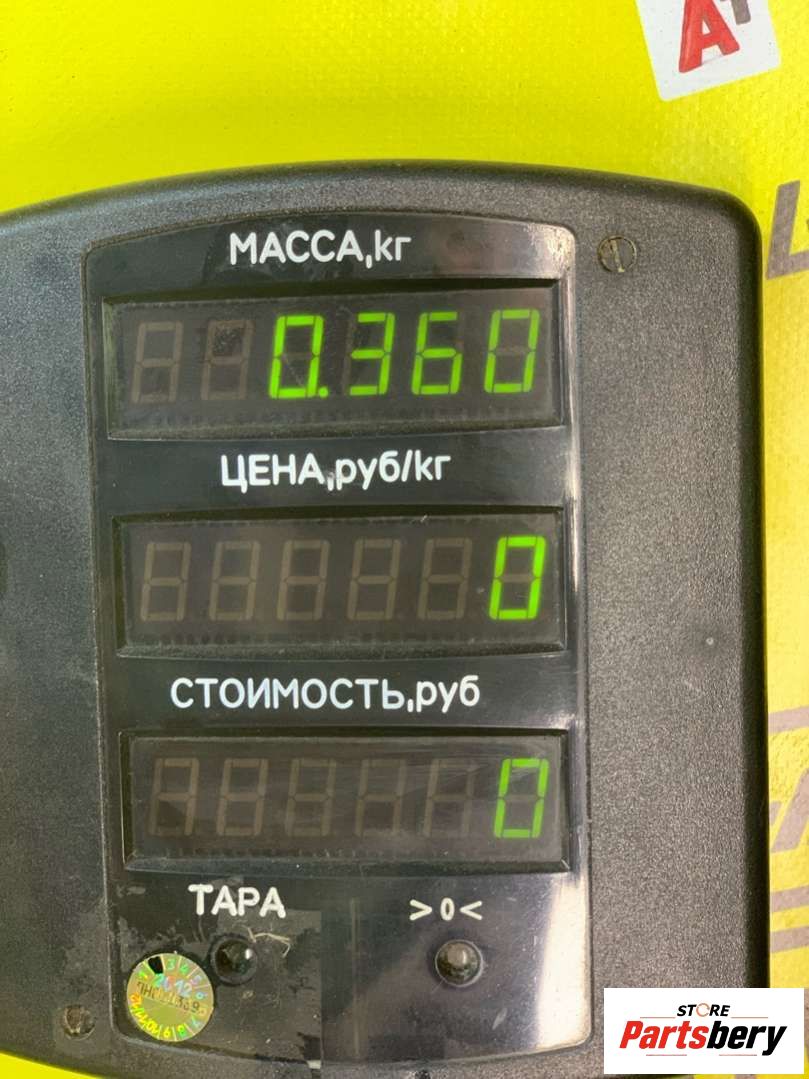 МАССА,кг
0.360
ЦЕНА,руб/кг
0
СТОИМОСТЬ,руб
0
ТАРА
>0<
STORE
Partsbery